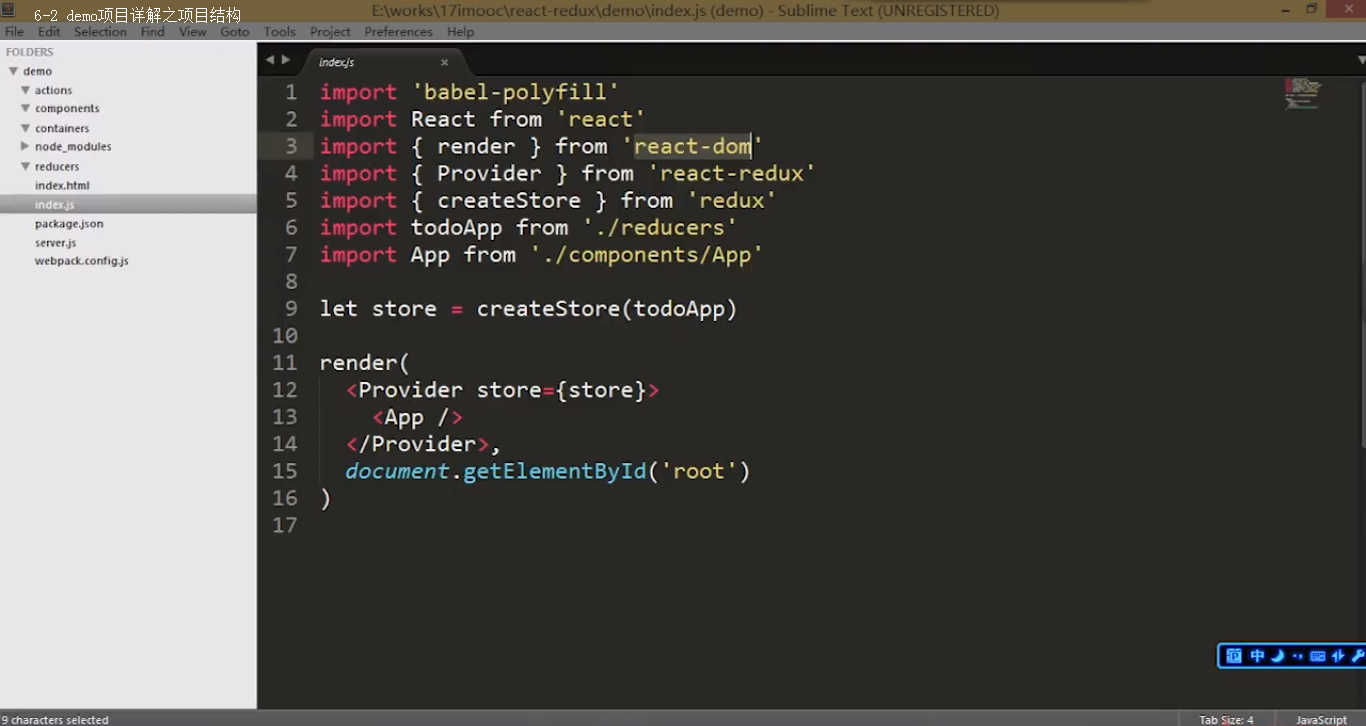 6-2 demo项目详解之项目结构
E:\works\17imooc\react-redux\demo\index.js (demo) - Sublime Text (UNREGISTERED)
File Edit Selection Find View Goto Tools Project Preferences Help
FOLDERS
demo
actions
components
containers
node_modules
reducers
index.html
index.js
package.json
server.js
webpack.config.js
index.js
1 import 'babel-polyfill'
2 import React from 'react'
3 import { render } from 'react-dom'
4 import { Provider } from 'react-redux'
5 import { createStore } from 'redux'
6 import todoApp from './reducers'
7 import App from './components/App'
8
9 let store = createStore(todoApp)
10
11 render(
12 <Provider store={store}>
13 <App />
14 </Provider>,
15 document.getElementById('root')
16 )
17
中
9 characters selected
Tab Size: 4
JavaScript